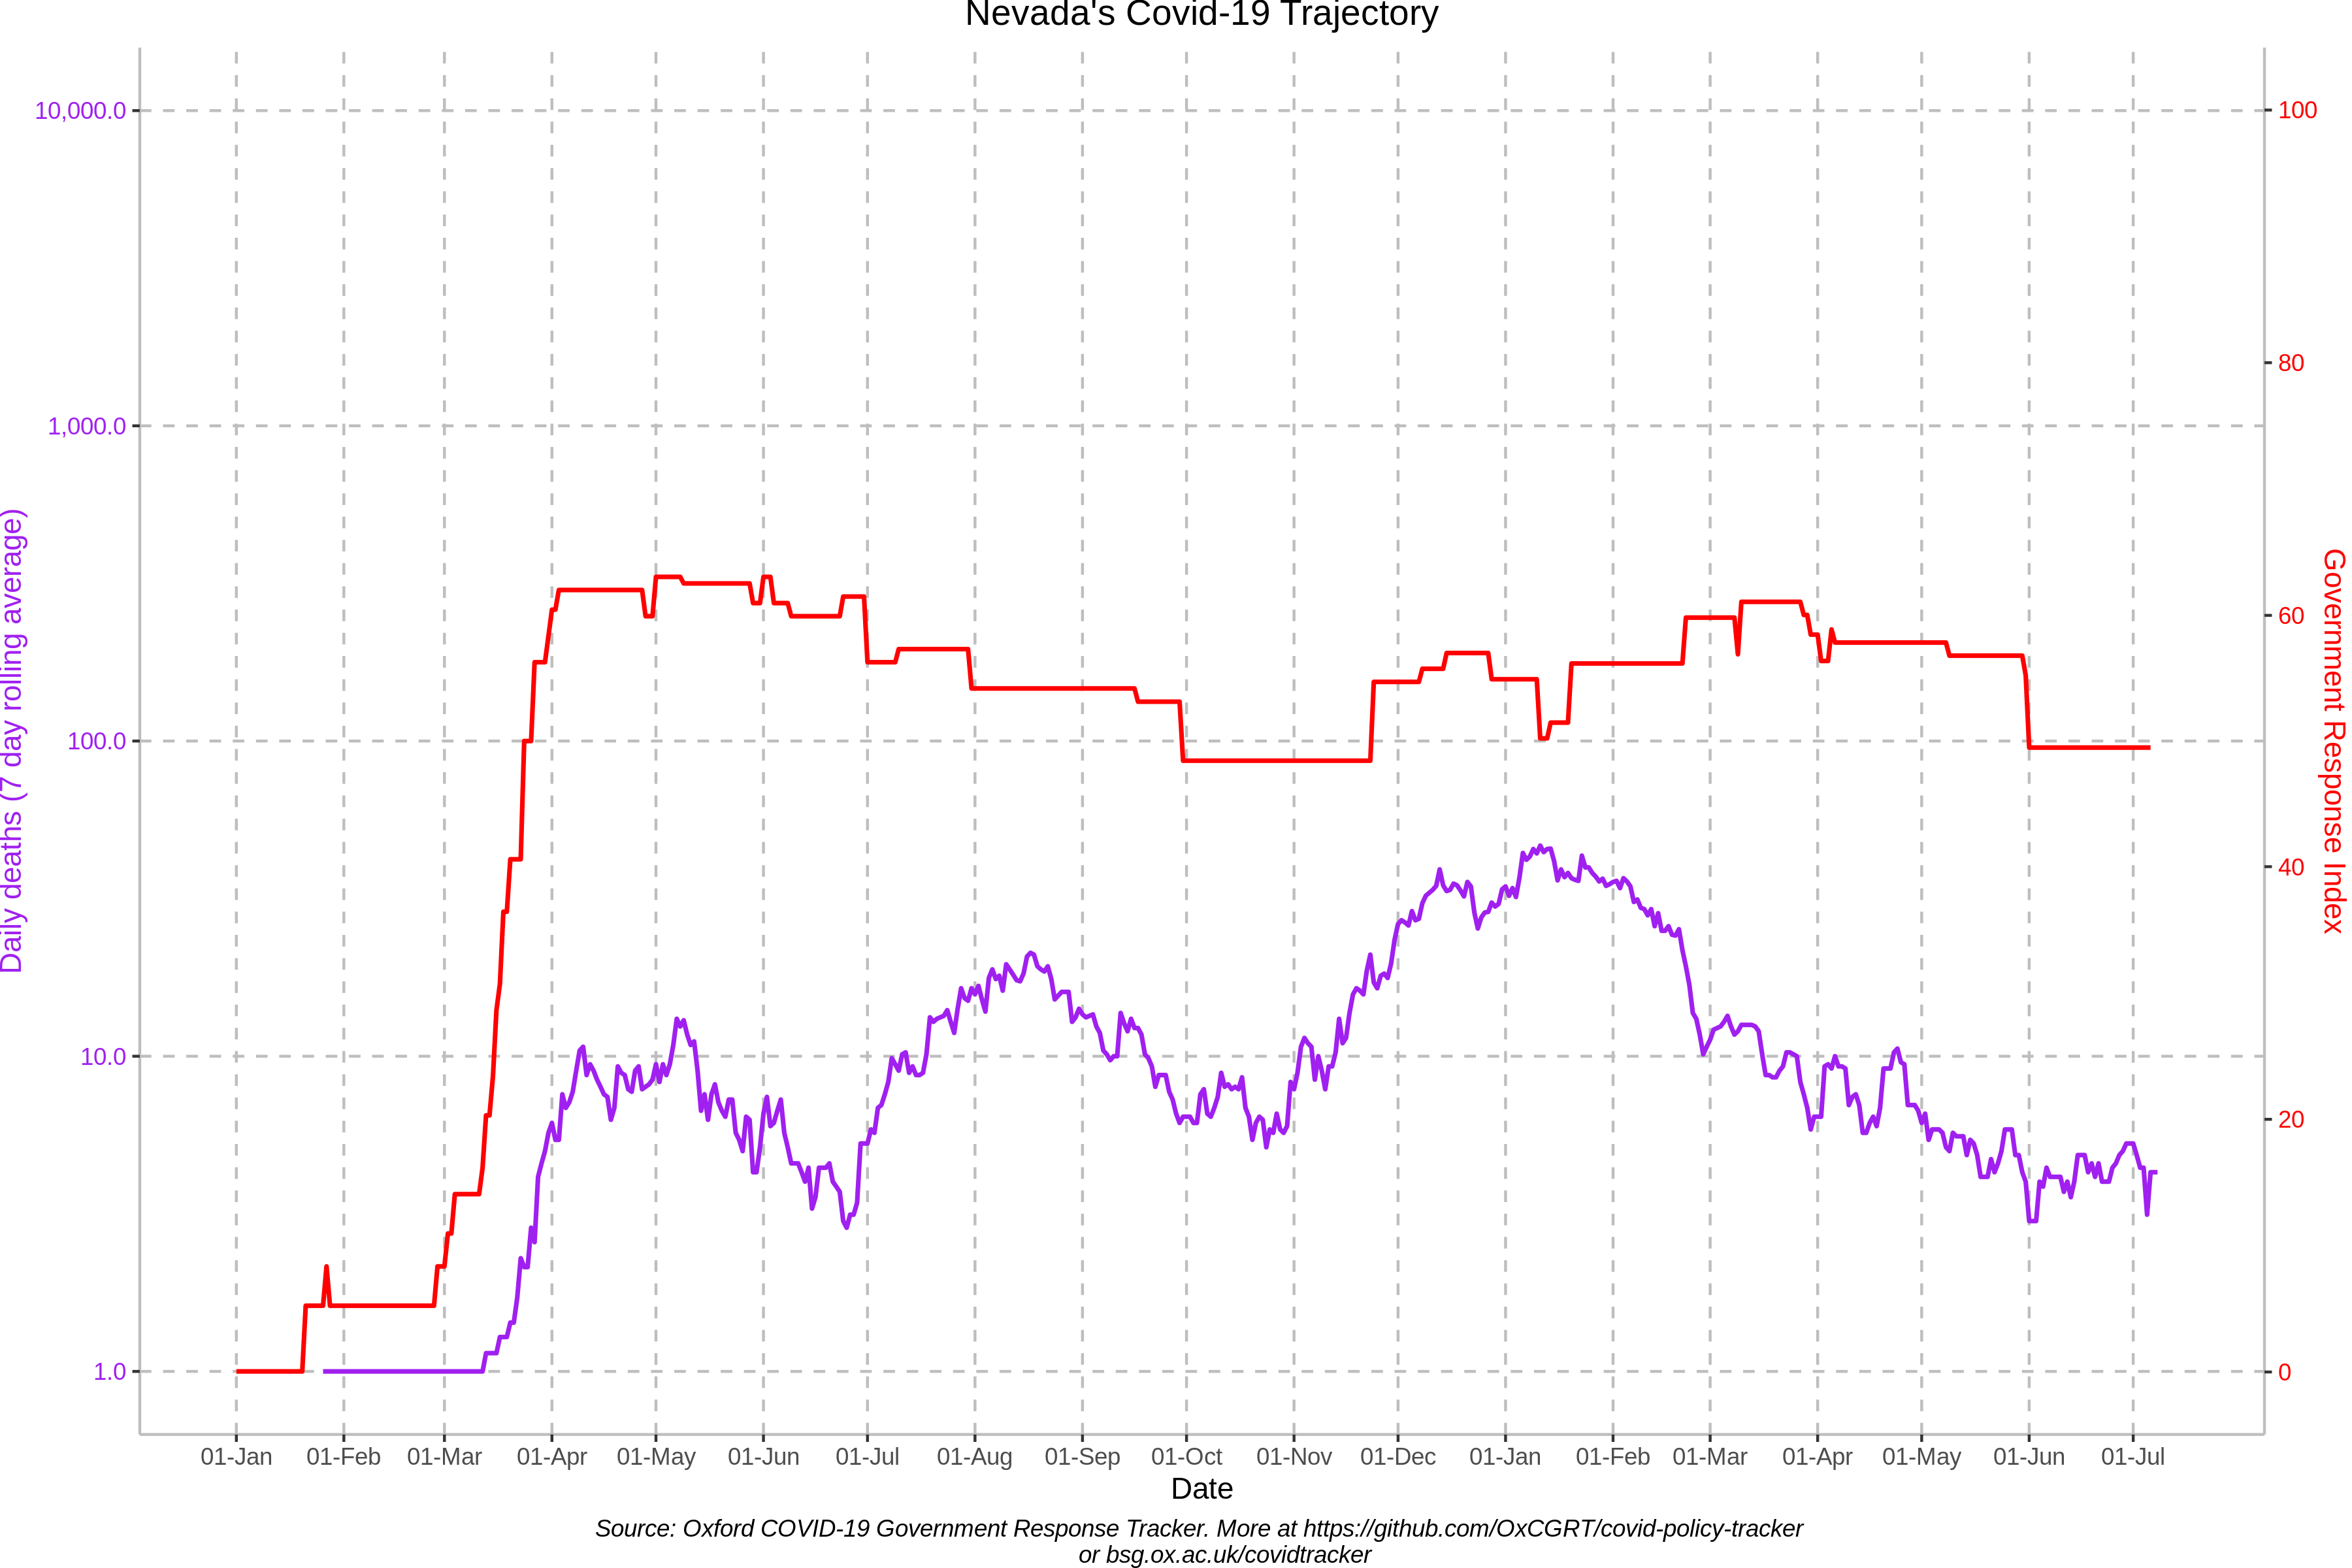 Nevada's Covid-19 Trajectory
10,000.0
1,000.0
100.0
10.0
1.0
Daily deaths (7 day rolling average)
100
80
60
40
20
0
Government Response Index
01-Jan 01-Feb 01-Mar 01-Apr 01-May 01-Jun 01-Jul 01-Aug 01-Sep 01-Oct 01-Nov 01-Dec 01-Jan 01-Feb 01-Mar 01-Apr 01-May 01-Jun 01-Jul
Date
Source: Oxford COVID-19 Government Response Tracker. More at https://github.com/OxCGRT/covid-policy-tracker
or bsg.ox.ac.uk/covidtracker